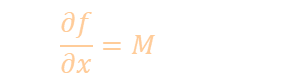 ∂f/∂x = M